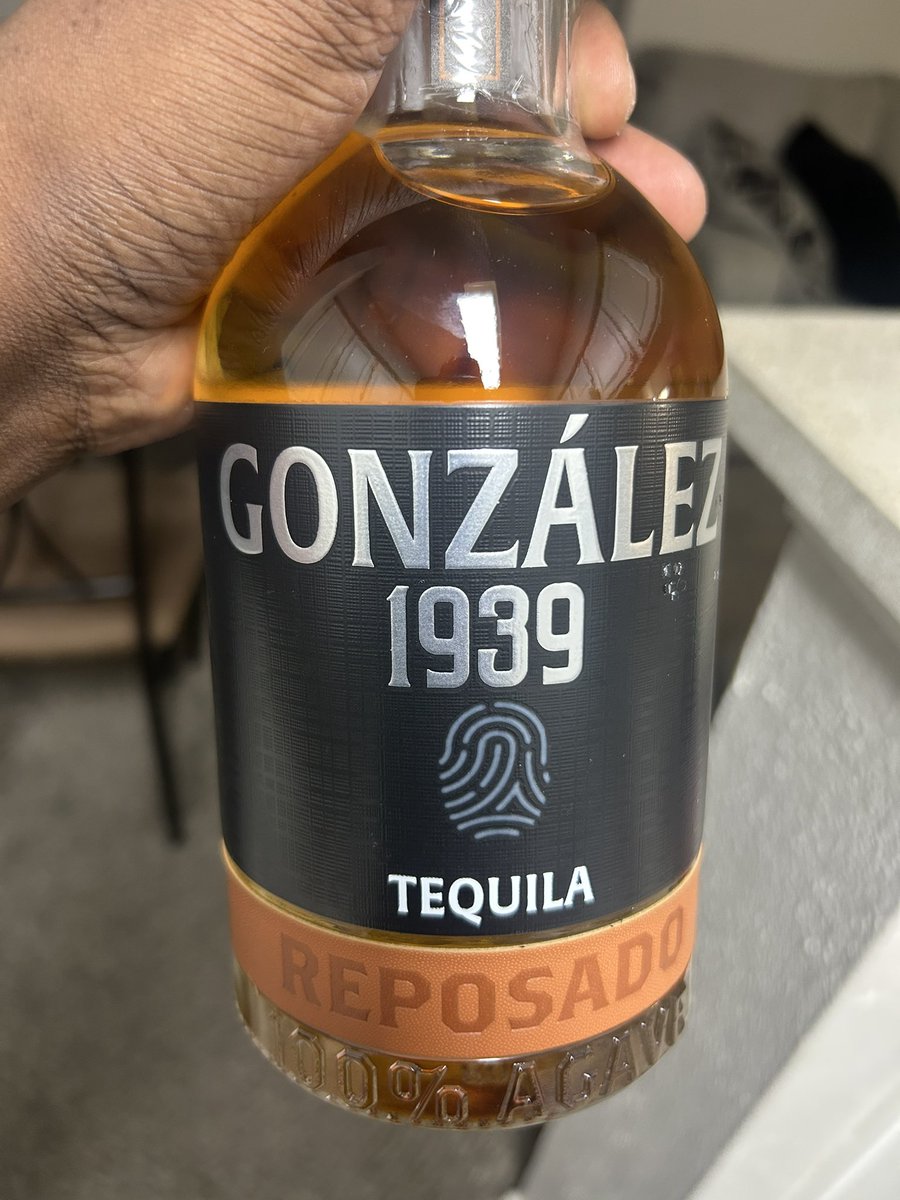 GONZÁLEZ
1939
TEQUILA
REPOSADO
100% AGAVE